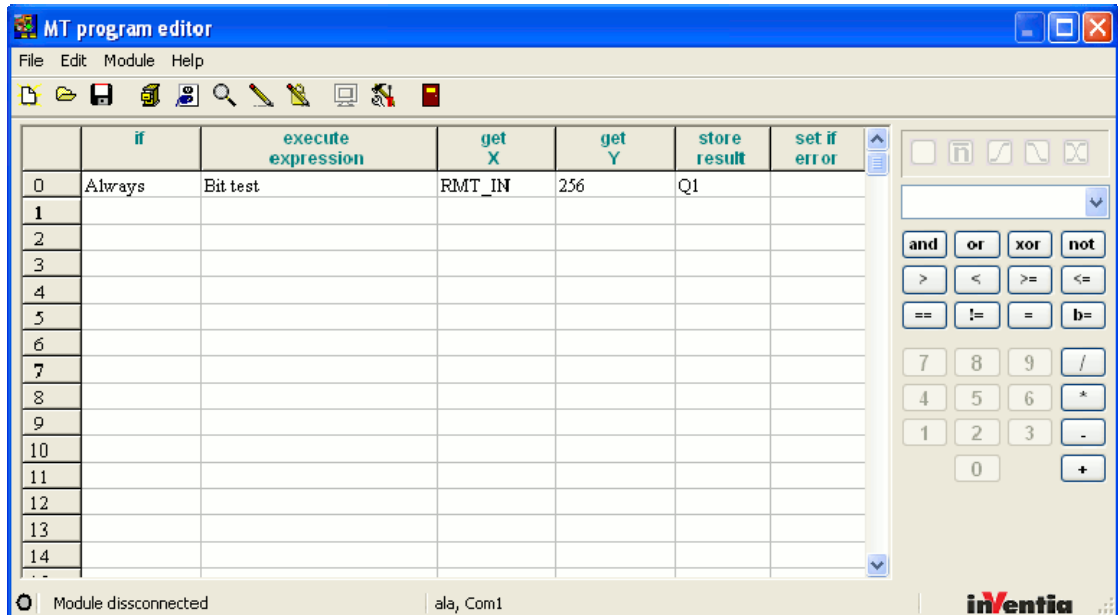 MT program editor
File Edit Module Help
if execute expression get X get Y store result set if error
0 Always Bit test RMT_IN 256 Q1
1
2
3
4
5
6
7
8
9
10
11
12
13
14
n
and or xor not
> < >= <=
== != = b=
7 8 9 /
4 5 6 *
1 2 3 -
0 +
Module dissconnected ala, Com1 inVentia